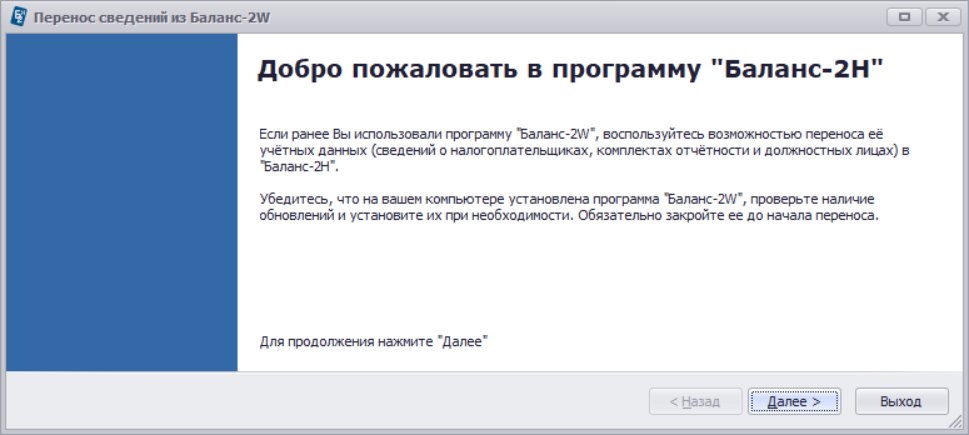 Перенос сведений из Баланс-2W
Добро пожаловать в программу "Баланс-2Н"
Если ранее Вы использовали программу "Баланс-2W", воспользуйтесь возможностью переноса её
учётных данных (сведений о налогоплательщиках, комплектах отчётности и должностных лицах) в
"Баланс-2Н".
Убедитесь, что на вашем компьютере установлена программа "Баланс-2W", проверьте наличие
обновлений и установите их при необходимости. Обязательно закройте ее до начала переноса.
Для продолжения нажмите "Далее"
< Назад Далее > Выход